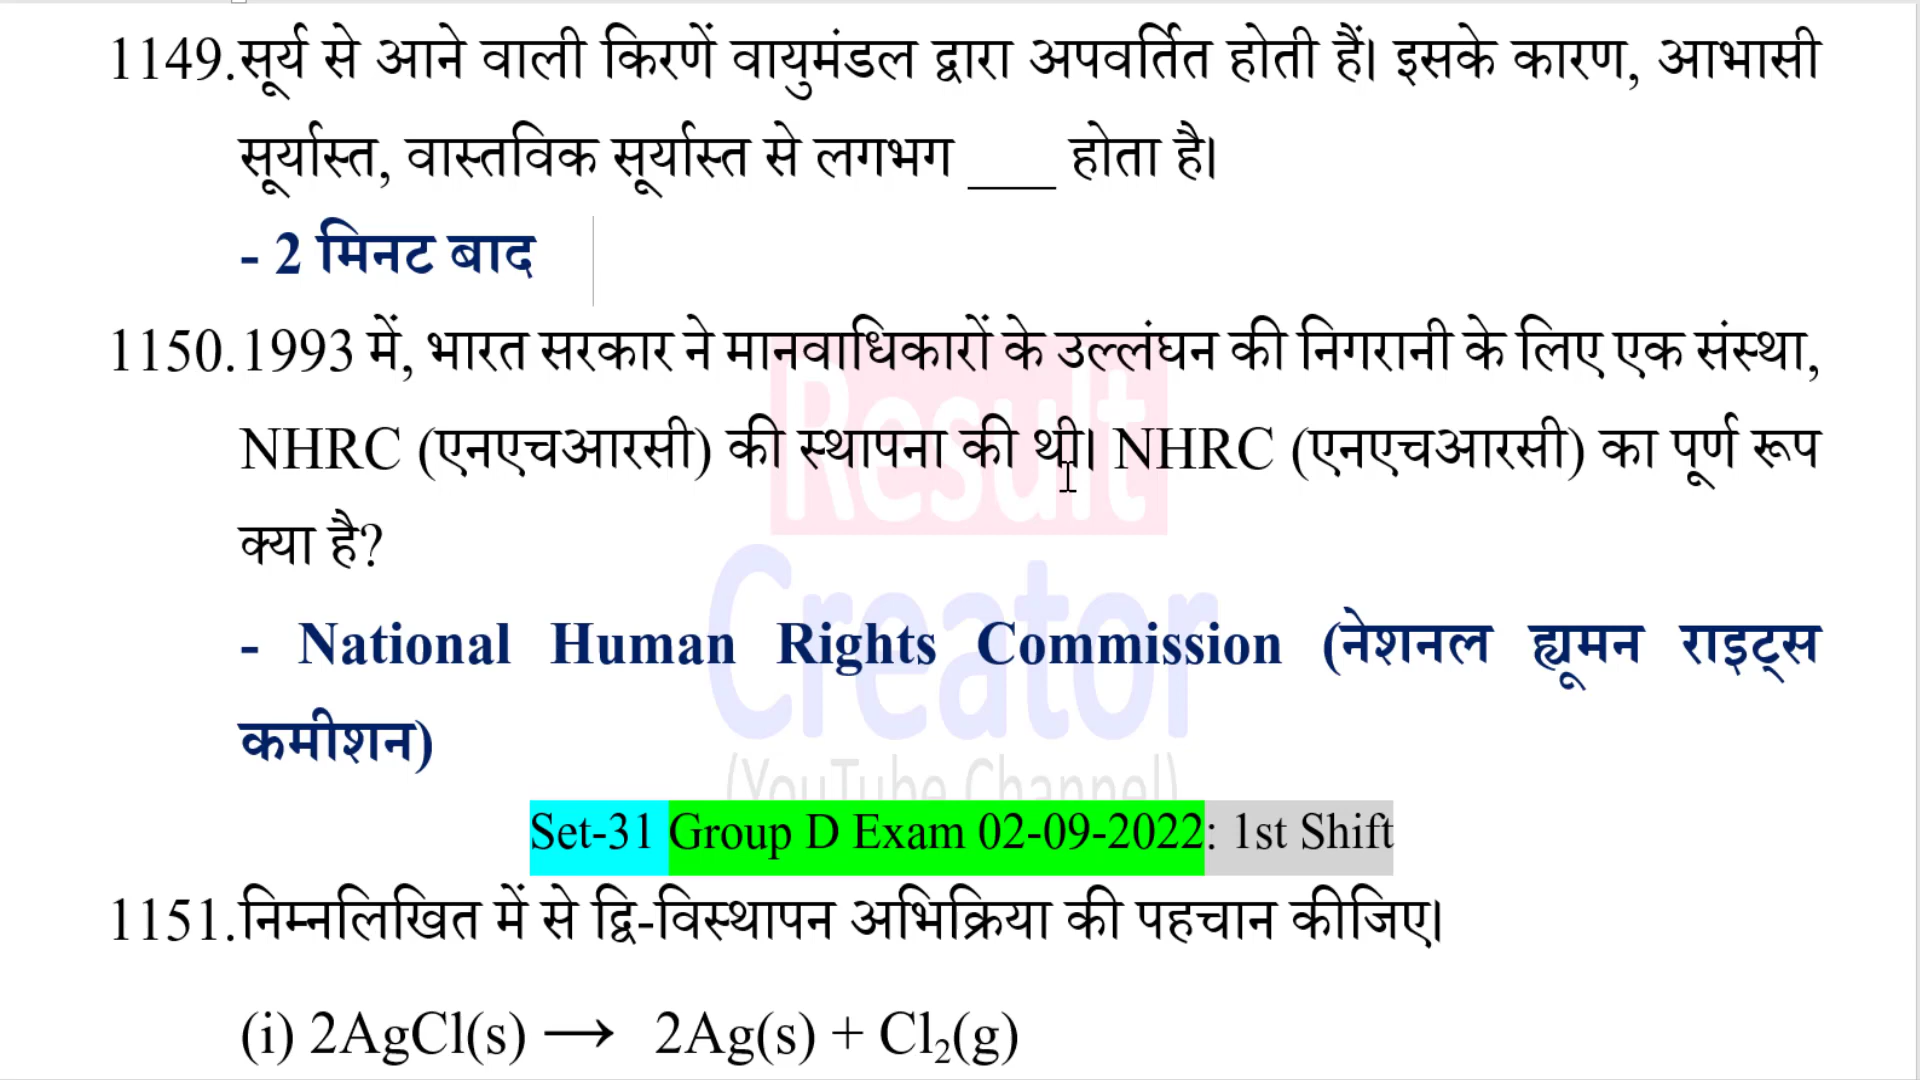 1149.सूर्य से आने वाली किरणें वायुमंडल द्वारा अपवर्तित होती हैं। इसके कारण, आभासी
सूर्यास्त, वास्तविक सूर्यास्त से लगभग ___ होता है।
- 2 मिनट बाद
1150.1993 में, भारत सरकार ने मानवाधिकारों के उल्लंघन की निगरानी के लिए एक संस्था,
NHRC (एनएचआरसी) की स्थापना की थी। NHRC (एनएचआरसी) का पूर्ण रूप
क्या है?
- National Human Rights Commission (नेशनल ह्यूमन राइट्स
कमीशन)
Result
Creator
(YouTube Channel)
Set-31 Group D Exam 02-09-2022: 1st Shift
1151.निम्नलिखित में से द्वि-विस्थापन अभिक्रिया की पहचान कीजिए।
(i) 2AgCl(s) → 2Ag(s) + Cl₂(g)